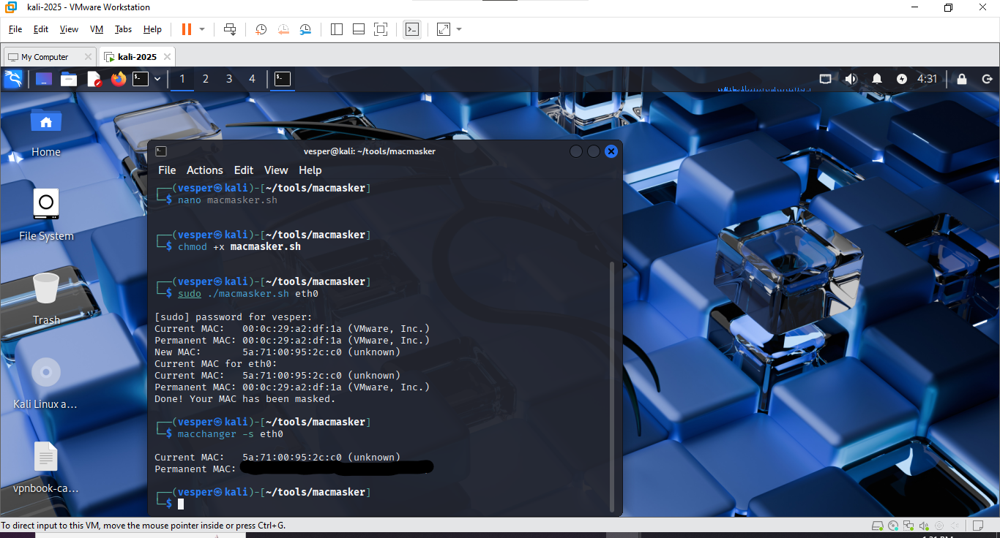 kali-2025 - VMware Workstation
File Edit View VM Tabs Help
My Computer kali-2025
1 2 3 4 4:31
Home
File System
Trash
Kali Linux a...
vpnbook-ca...
vesper@kali: ~/tools/macmasker
File Actions Edit View Help
┌──(vesper㉿kali)-[~/tools/macmasker]
└─$ nano macmasker.sh
┌──(vesper㉿kali)-[~/tools/macmasker]
└─$ chmod +x macmasker.sh
┌──(vesper㉿kali)-[~/tools/macmasker]
└─$ sudo ./macmasker.sh eth0
[sudo] password for vesper:
Current MAC:   00:0c:29:a2:df:1a (VMware, Inc.)
Permanent MAC: 00:0c:29:a2:df:1a (VMware, Inc.)
New MAC:       5a:71:00:95:2c:c0 (unknown)
Current MAC for eth0:
Current MAC:   5a:71:00:95:2c:c0 (unknown)
Permanent MAC: 00:0c:29:a2:df:1a (VMware, Inc.)
Done! Your MAC has been masked.
┌──(vesper㉿kali)-[~/tools/macmasker]
└─$ macchanger -s eth0
Current MAC:   5a:71:00:95:2c:c0 (unknown)
Permanent MAC:
┌──(vesper㉿kali)-[~/tools/macmasker]
└─$
To direct input to this VM, move the mouse pointer inside or press Ctrl+G.